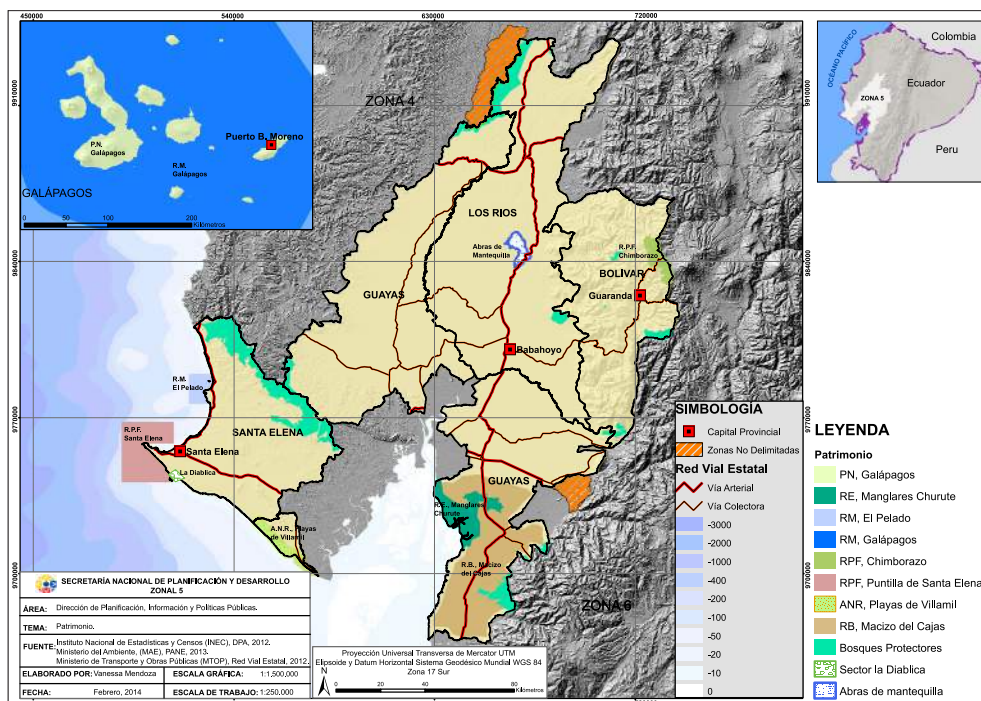 450000 540000 630000 720000
9910000
9840000
9770000
9700000
9910000
9840000
9770000
9700000
Puerto B. Moreno
P.N.
Galápagos
R.M.
Galápagos
GALÁPAGOS
0 50 100 200
Kilómetros
ZONA 4
LOS RIOS
Abras de
Mantequilla
R.P.F.
Chimborazo
BOLÍVAR
Guaranda
GUAYAS
Babahoyo
R.M.
El Pelado
R.P.F.
Santa Elena
SANTA ELENA
Santa Elena
La Diablica
A.N.R., Playas
de Villamil
GUAYAS
R.E., Manglares
Churute
R.B., Macizo
del Cajas
ZONA 6
OCÉANO PACÍFICO
Colombia
Ecuador
ZONA 5
Peru
SIMBOLOGÍA
Capital Provincial
Zonas No Delimitadas
Red Vial Estatal
Vía Arterial
Vía Colectora
-3000
-2000
-1000
-400
-200
-100
-50
-20
-10
0
LEYENDA
Patrimonio
PN, Galápagos
RE, Manglares Churute
RM, El Pelado
RM, Galápagos
RPF, Chimborazo
RPF, Puntilla de Santa Elena
ANR, Playas de Villamil
RB, Macizo del Cajas
Bosques Protectores
Sector la Diablica
Abras de mantequilla
SECRETARÍA NACIONAL DE PLANIFICACIÓN Y DESARROLLO
ZONAL 5
ÁREA: Dirección de Planificación, Información y Políticas Públicas.
TEMA: Patrimonio.
FUENTE: Instituto Nacional de Estadísticas y Censos (INEC), DPA, 2012.
Ministerio del Ambiente, (MAE), PANE, 2013.
Ministerio de Transporte y Obras Públicas (MTOP), Red Vial Estatal, 2012.
ELABORADO POR: Vanessa Mendoza ESCALA GRÁFICA: 1:1,500,000
FECHA: Febrero, 2014 ESCALA DE TRABAJO: 1:250.000
Proyección Universal Transversa de Mercator UTM
Elipsoide y Datum Horizontal Sistema Geodésico Mundial WGS 84
Zona 17 Sur
N
0 20 40 80
Kilómetros